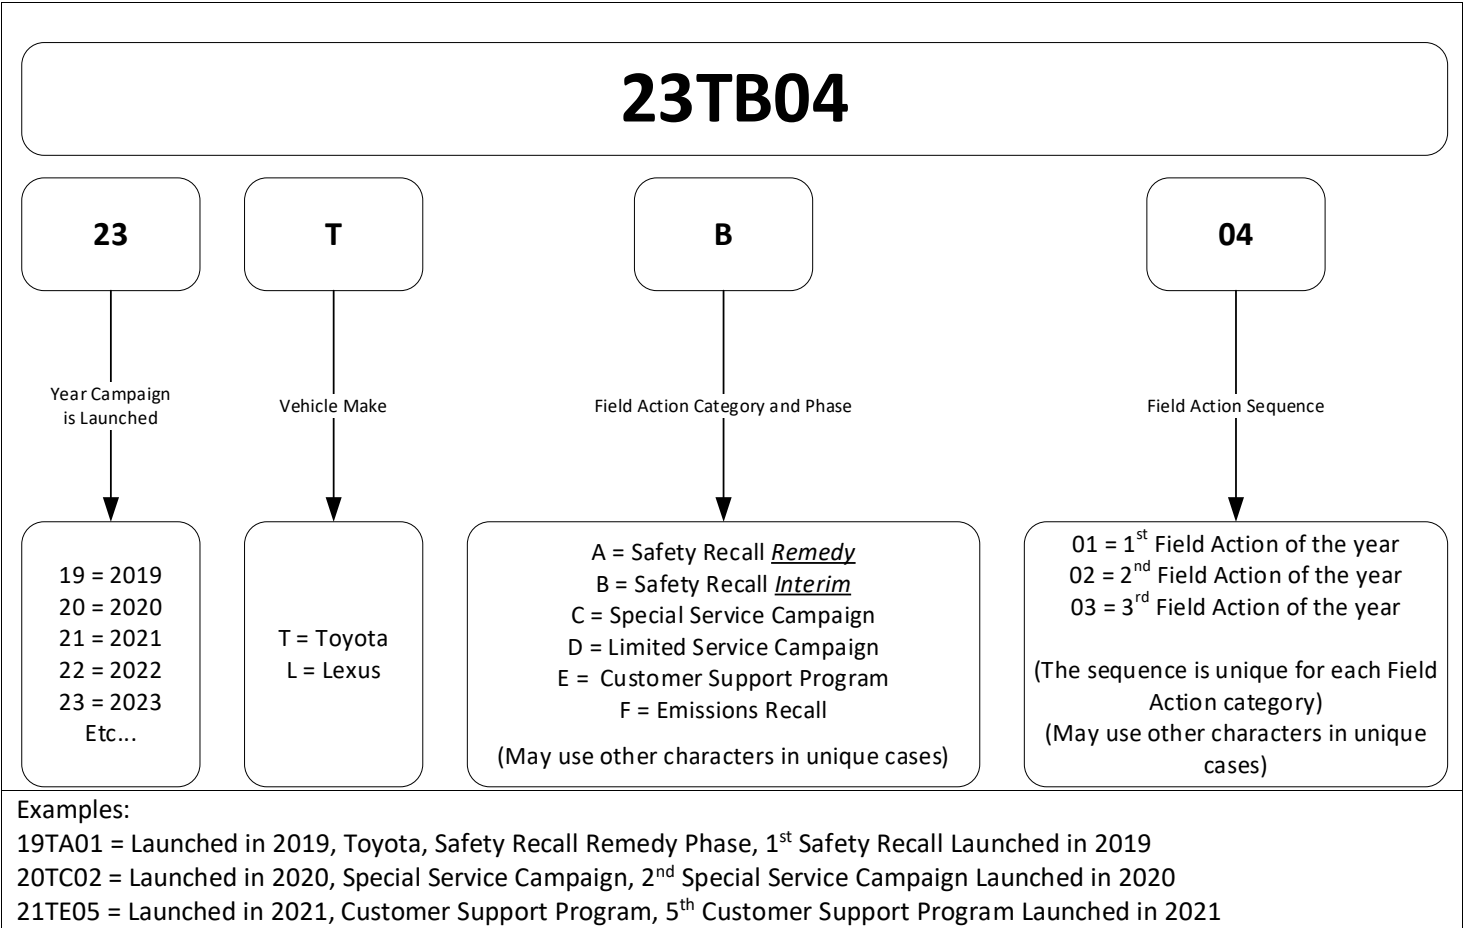 23TB04
23
T
B
04
Year Campaign
is Launched
Vehicle Make
Field Action Category and Phase
Field Action Sequence
19 = 2019
20 = 2020
21 = 2021
22 = 2022
23 = 2023
Etc...
T = Toyota
L = Lexus
A = Safety Recall Remedy
B = Safety Recall Interim
C = Special Service Campaign
D = Limited Service Campaign
E = Customer Support Program
F = Emissions Recall
(May use other characters in unique cases)
01 = 1st Field Action of the year
02 = 2nd Field Action of the year
03 = 3rd Field Action of the year
(The sequence is unique for each Field
Action category)
(May use other characters in unique
cases)
Examples:
19TA01 = Launched in 2019, Toyota, Safety Recall Remedy Phase, 1st Safety Recall Launched in 2019
20TC02 = Launched in 2020, Special Service Campaign, 2nd Special Service Campaign Launched in 2020
21TE05 = Launched in 2021, Customer Support Program, 5th Customer Support Program Launched in 2021